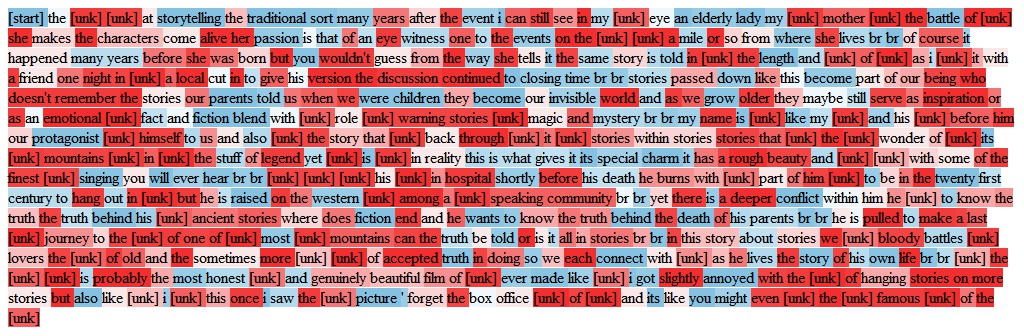 [start] the [unk] [unk] at storytelling the traditional sort many years after the event i can still see in my [unk] eye an elderly lady my [unk] mother [unk] the battle of [unk]
she makes the characters come alive her passion is that of an eye witness one to the events on the [unk] [unk] a mile or so from where she lives br br of course it
happened many years before she was born but you wouldn't guess from the way she tells it the same story is told in [unk] the length and [unk] of [unk] as i [unk] it with
a friend one night in [unk] a local cut in to give his version the discussion continued to closing time br br stories passed down like this become part of our being who
doesn't remember the stories our parents told us when we were children they become our invisible world and as we grow older they maybe still serve as inspiration or
as an emotional [unk] fact and fiction blend with [unk] role [unk] warning stories [unk] magic and mystery br br my name is [unk] like my [unk] and his [unk] before him
our protagonist [unk] himself to us and also [unk] the story that [unk] back through [unk] it [unk] stories within stories stories that [unk] the [unk] wonder of [unk] its
[unk] mountains [unk] in [unk] the stuff of legend yet [unk] is [unk] in reality this is what gives it its special charm it has a rough beauty and [unk] [unk] with some of the
finest [unk] singing you will ever hear br br [unk] [unk] [unk] his [unk] in hospital shortly before his death he burns with [unk] part of him [unk] to be in the twenty first
century to hang out in [unk] but he is raised on the western [unk] among a [unk] speaking community br br yet there is a deeper conflict within him he [unk] to know the
truth the truth behind his [unk] ancient stories where does fiction end and he wants to know the truth behind the death of his parents br br he is pulled to make a last
[unk] journey to the [unk] of one of [unk] most [unk] mountains can the truth be told or is it all in stories br br in this story about stories we [unk] bloody battles [unk]
lovers the [unk] of old and the sometimes more [unk] [unk] of accepted truth in doing so we each connect with [unk] as he lives the story of his own life br br [unk] the
[unk] [unk] is probably the most honest [unk] and genuinely beautiful film of [unk] ever made like [unk] i got slightly annoyed with the [unk] of hanging stories on more
stories but also like [unk] i [unk] this once i saw the [unk] picture ' forget the box office [unk] of [unk] and its like you might even [unk] the [unk] famous [unk] of the
[unk]